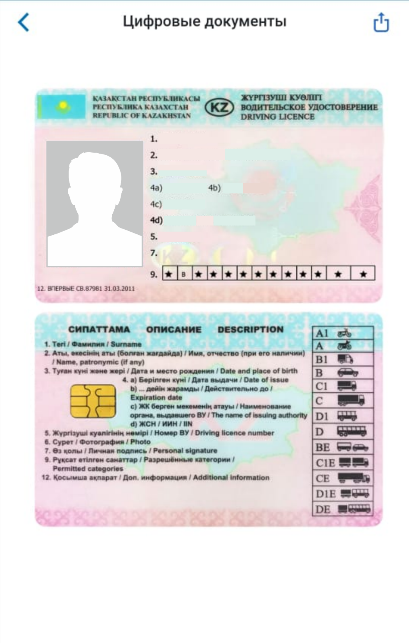 Цифровые документы
ҚАЗАҚСТАН РЕСПУБЛИКАСЫ
РЕСПУБЛИКА КАЗАХСТАН
REPUBLIC OF KAZAKHSTAN
KZ
ЖҮРГІЗУШІ КУӘЛІГІ
ВОДИТЕЛЬСКОЕ УДОСТОВЕРЕНИЕ
DRIVING LICENCE
1.
2.
3.
4a) 4b)
4c)
4d)
5.
7.
KZ
9. ★ B ★ ★ ★ ★ ★ ★ ★ ★ ★ ★ ★
12. ВПЕРВЫЕ СВ.87981 31.03.2011
СИПАТТАМА ОПИСАНИЕ DESCRIPTION
1. Тегі / Фамилия / Surname
2. Аты, әкесінің аты (болған жағдайда) / Имя, отчество (при его наличии)
/ Name, patronymic (if any)
3. Туған күні және жері / Дата и место рождения / Date and place of birth
4. a) Берілген күні / Дата выдачи / Date of issue
b) ... дейін жарамды / Действительно до /
Expiration date
c) ЖК берген мекеменің атауы / Наименование
органа, выдавшего ВУ / The name of issuing authority
d) ЖСН / ИИН / IIN
5. Жүргізуші куәлігінің нөмірі / Номер ВУ / Driving licence number
6. Сурет / Фотография / Photo
7. Өз қолы / Личная подпись / Personal signature
9. Рұқсат етілген санаттар / Разрешённые категории /
Permitted categories
12. Қосымша ақпарат / Доп. информация / Additional information
A1
A
B1
B
C1
C
D1
D
BE
C1E
CE
D1E
DE